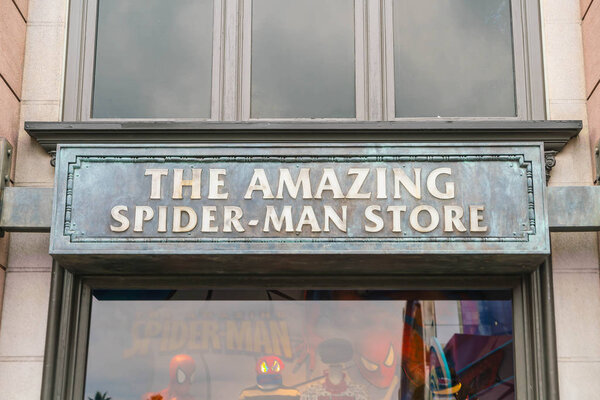 THE AMAZING
SPIDER-MAN STORE
SPIDER-MAN